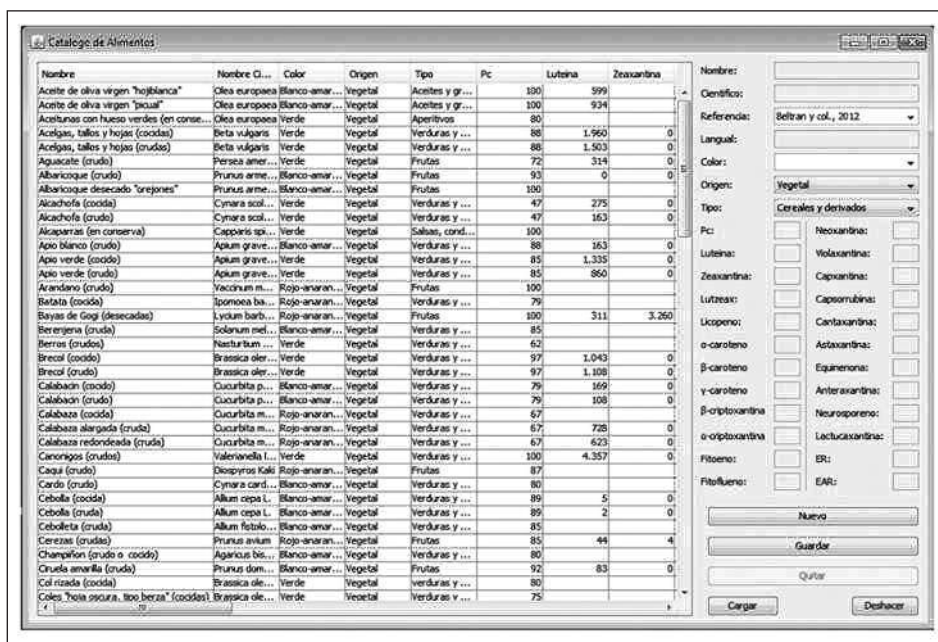 Catalogo de Alimentos
Nombre Nombre Ci... Color Origen Tipo Pc Luteina Zeaxantina
Aceite de oliva virgen "hojiblanca" Olea europaea Blanco-amar... Vegetal Aceites y gr... 100 599
Aceite de oliva virgen "picual" Olea europaea Blanco-amar... Vegetal Aceites y gr... 100 934
Aceitunas con hueso verdes (en conse... Olea europaea Verde Vegetal Aperitivos 80
Acelgas, tallos y hojas (cocidas) Beta vulgaris Verde Vegetal Verduras y ... 88 1.960 0
Acelgas, tallos y hojas (crudas) Beta vulgaris Verde Vegetal Verduras y ... 88 1.503 0
Aguacate (crudo) Persea amer... Verde Vegetal Frutas 72 314 0
Albaricoque (crudo) Prunus arme... Blanco-amar... Vegetal Frutas 93 0 0
Albaricoque desecado "orejones" Prunus arme... Blanco-amar... Vegetal Frutas 100
Alcachofa (cocida) Cynara scol... Verde Vegetal Verduras y ... 47 275 0
Alcachofa (crudo) Cynara scol... Verde Vegetal Verduras y ... 47 163 0
Alcaparras (en conserva) Capparis spi... Verde Vegetal Salsas, cond... 100
Apio blanco (crudo) Apium grave... Blanco-amar... Vegetal Verduras y ... 88 163 0
Apio verde (cocido) Apium grave... Verde Vegetal Verduras y ... 85 1.335 0
Apio verde (crudo) Apium grave... Verde Vegetal Verduras y ... 85 860 0
Arandano (crudo) Vaccinum m... Rojo-anaran... Vegetal Frutas 100
Batata (cocida) Ipomoea ba... Rojo-anaran... Vegetal Verduras y ... 79
Bayas de Gogi (desecadas) Lycium barb... Rojo-anaran... Vegetal Frutas 100 311 3.260
Berenjena (cruda) Solanum mel... Blanco-amar... Vegetal Verduras y ... 85
Berros (crudos) Nasturtium ... Verde Vegetal Verduras y ... 62
Brecol (cocido) Brassica oler... Verde Vegetal Verduras y ... 97 1.043 0
Brecol (crudo) Brassica oler... Verde Vegetal Verduras y ... 97 1.108 0
Calabacin (cocido) Cucurbita p... Blanco-amar... Vegetal Verduras y ... 79 169 0
Calabacin (crudo) Cucurbita p... Blanco-amar... Vegetal Verduras y ... 79 108 0
Calabaza (cocida) Cucurbita m... Rojo-anaran... Vegetal Verduras y ... 67
Calabaza alargada (cruda) Cucurbita m... Rojo-anaran... Vegetal Verduras y ... 67 728 0
Calabaza redondeada (cruda) Cucurbita m... Rojo-anaran... Vegetal Verduras y ... 67 623 0
Canonigos (crudos) Valerianella l... Verde Vegetal Verduras y ... 100 4.357 0
Caqui (crudo) Diospyros Kaki Rojo-anaran... Vegetal Frutas 87
Cardo (crudo) Cynara card... Blanco-amar... Vegetal Verduras y ... 80
Cebolla (cocida) Allium cepa L. Blanco-amar... Vegetal Verduras y ... 89 5 0
Cebolla (cruda) Allium cepa L. Blanco-amar... Vegetal Verduras y ... 89 2 0
Cebolleta (cruda) Allium fistolo... Blanco-amar... Vegetal Verduras y ... 85
Cerezas (crudas) Prunus avium Rojo-anaran... Vegetal Frutas 85 44 4
Champiñon (crudo o cocido) Agaricus bis... Blanco-amar... Vegetal Verduras y ... 80
Ciruela amarilla (cruda) Prunus dom... Blanco-amar... Vegetal Frutas 92 83 0
Col rizada (cocida) Brassica ole... Verde Vegetal verduras y ... 80
Coles "hoja oscura, tipo berza" (cocidas) Brassica ole... Verde Vegetal Verduras y ... 75
Nombre:
Cientifico:
Referencia: Beltran y col., 2012
Langual:
Color:
Origen: Vegetal
Tipo: Cereales y derivados
Pc: Neoxantina:
Luteina: Violaxantina:
Zeaxantina: Capxantina:
Lutzeax: Capsorrubina:
Licopeno: Cantaxantina:
α-caroteno Astaxantina:
β-caroteno Equinenona:
γ-caroteno Anteraxantina:
β-criptoxantina Neurosporeno:
α-criptoxantina Lactucaxantina:
Fitoeno: ER:
Fitoflueno: EAR:
Nuevo
Guardar
Quitar
Cargar Deshacer